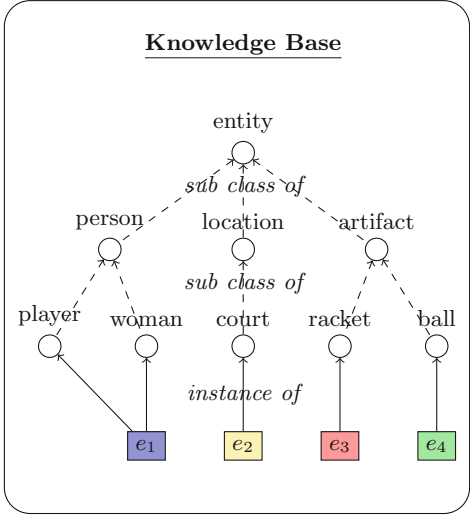 Knowledge Base
entity
sub class of
person location artifact
sub class of
player woman court racket ball
instance of
e1 e2 e3 e4